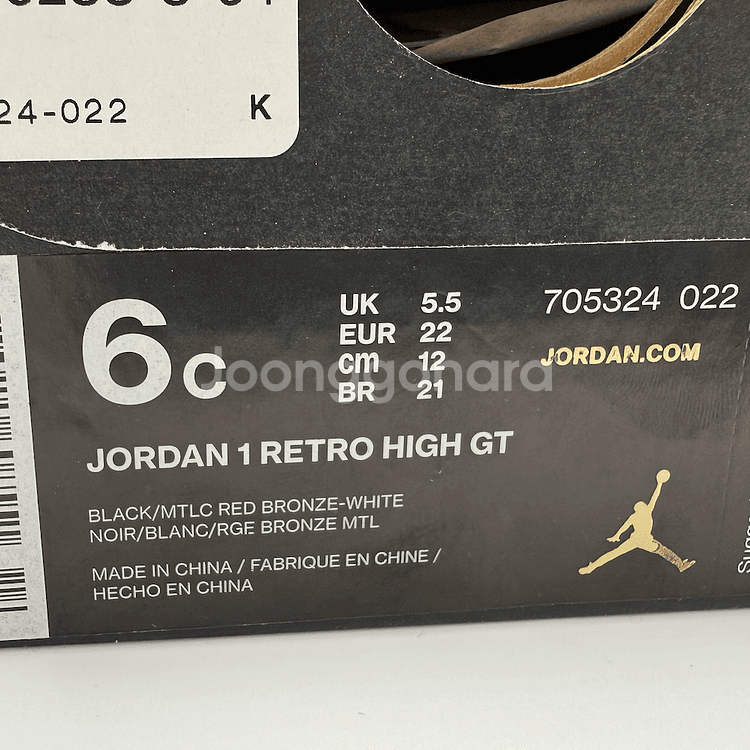 24-022 K
6c
UK 5.5
EUR 22
cm 12
BR 21
705324 022
JORDAN.COM
Joonggonara
JORDAN 1 RETRO HIGH GT
BLACK/MTLC RED BRONZE-WHITE
NOIR/BLANC/RGE BRONZE MTL
MADE IN CHINA / FABRIQUE EN CHINE /
HECHO EN CHINA